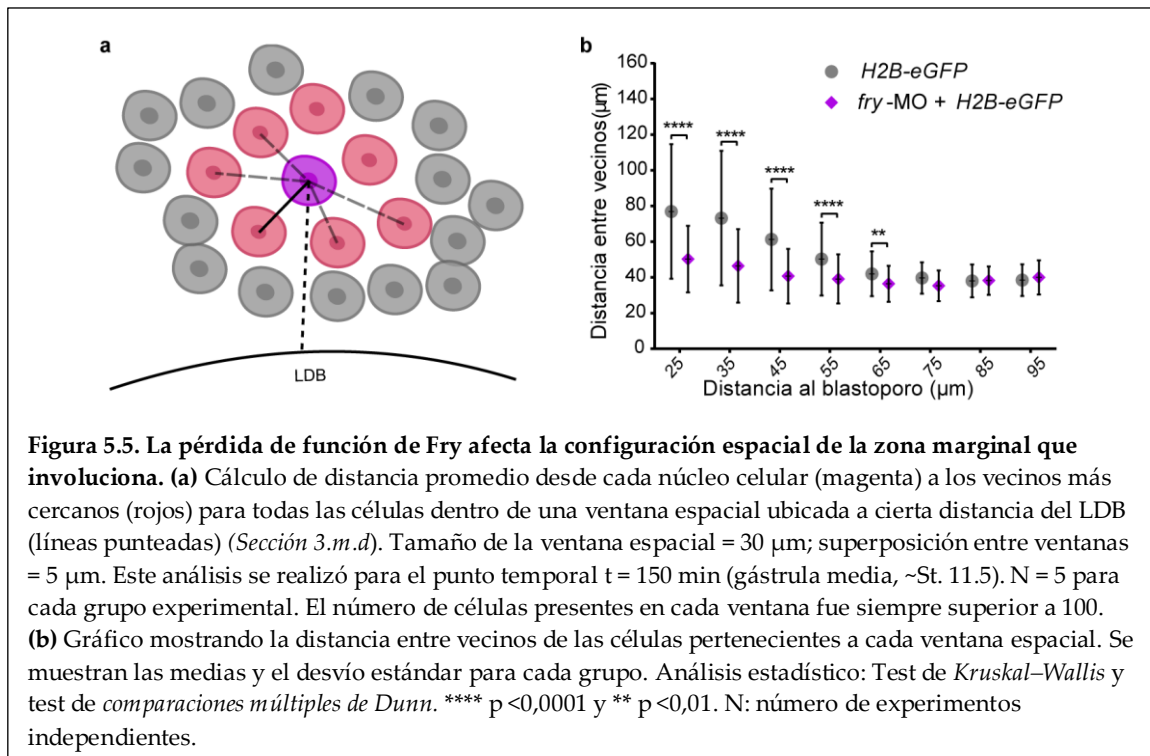 a
LDB
b
160
140
120
100
80
60
40
20
0
Distancia entre vecinos (µm)
H2B-eGFP
fry-MO + H2B-eGFP
****
****
****
****
**
25
35
45
55
65
75
85
95
Distancia al blastoporo (µm)
Figura 5.5. La pérdida de función de Fry afecta la configuración espacial de la zona marginal que
involuciona. (a) Cálculo de distancia promedio desde cada núcleo celular (magenta) a los vecinos más
cercanos (rojos) para todas las células dentro de una ventana espacial ubicada a cierta distancia del LDB
(líneas punteadas) (Sección 3.m.d). Tamaño de la ventana espacial = 30 µm; superposición entre ventanas
= 5 µm. Este análisis se realizó para el punto temporal t = 150 min (gástrula media, ~St. 11.5). N = 5 para
cada grupo experimental. El número de células presentes en cada ventana fue siempre superior a 100.
(b) Gráfico mostrando la distancia entre vecinos de las células pertenecientes a cada ventana espacial. Se
muestran las medias y el desvío estándar para cada grupo. Análisis estadístico: Test de Kruskal–Wallis y
test de comparaciones múltiples de Dunn. **** p <0,0001 y ** p <0,01. N: número de experimentos
independientes.